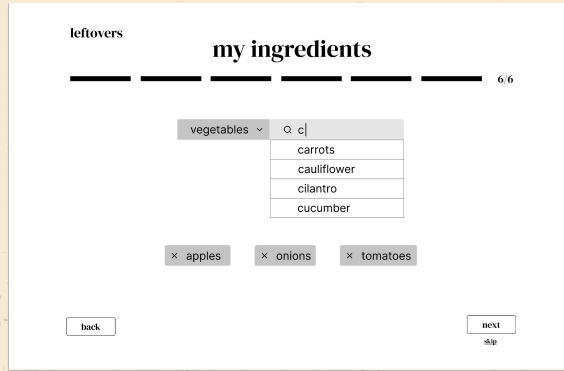 leftovers
my ingredients
6/6
vegetables c
carrots
cauliflower
cilantro
cucumber
× apples × onions × tomatoes
back
next
skip